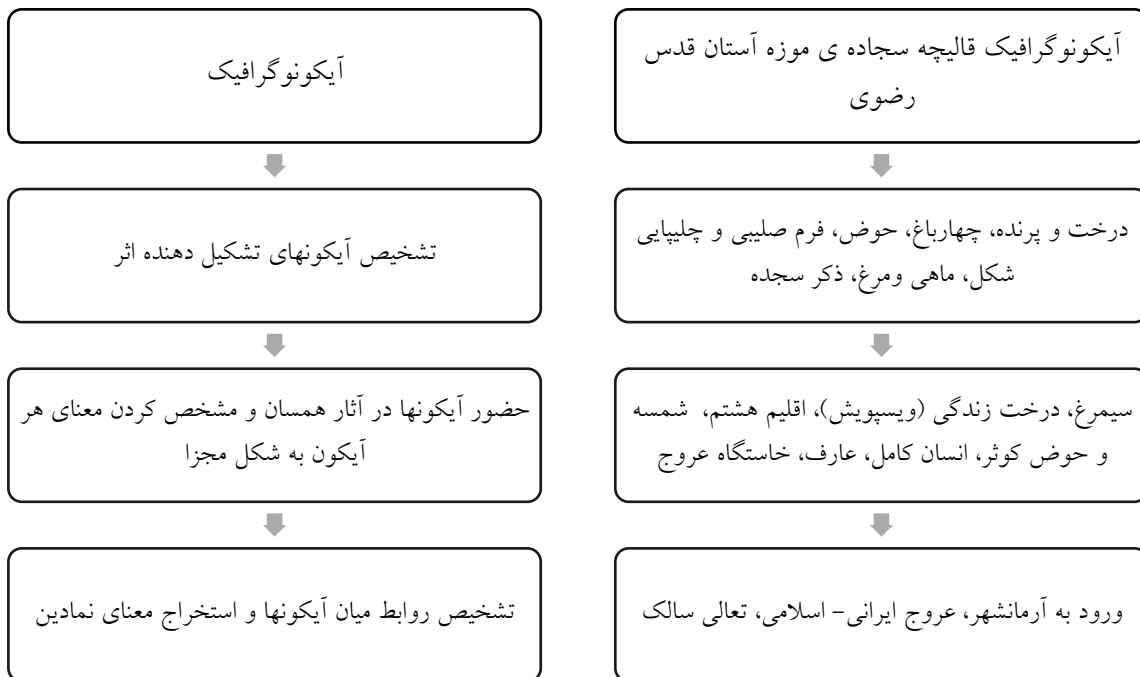 آیکونوگرافیک قالیچه سجاده ی موزه آستان قدس
رضوی
درخت و پرنده، چهارباغ، حوض، فرم صلیبی و چلیپایی
شکل، ماهی ومرغ، ذکر سجده
سیمرغ، درخت زندگی (ویسپوبیش)، اقلیم هشتم، شمسه
و حوض کوثر، انسان کامل، عارف، خاستگاه عروج
ورود به آرمانشهر، عروج ایرانی- اسلامی، تعالی سالک
آیکونوگرافیک
تشخیص آیکونهای تشکیل دهنده اثر
حضور آیکونها در آثار همسان و مشخص کردن معنای هر
آیکون به شکل مجزا
تشخیص روابط میان آیکونها و استخراج معنای نمادین